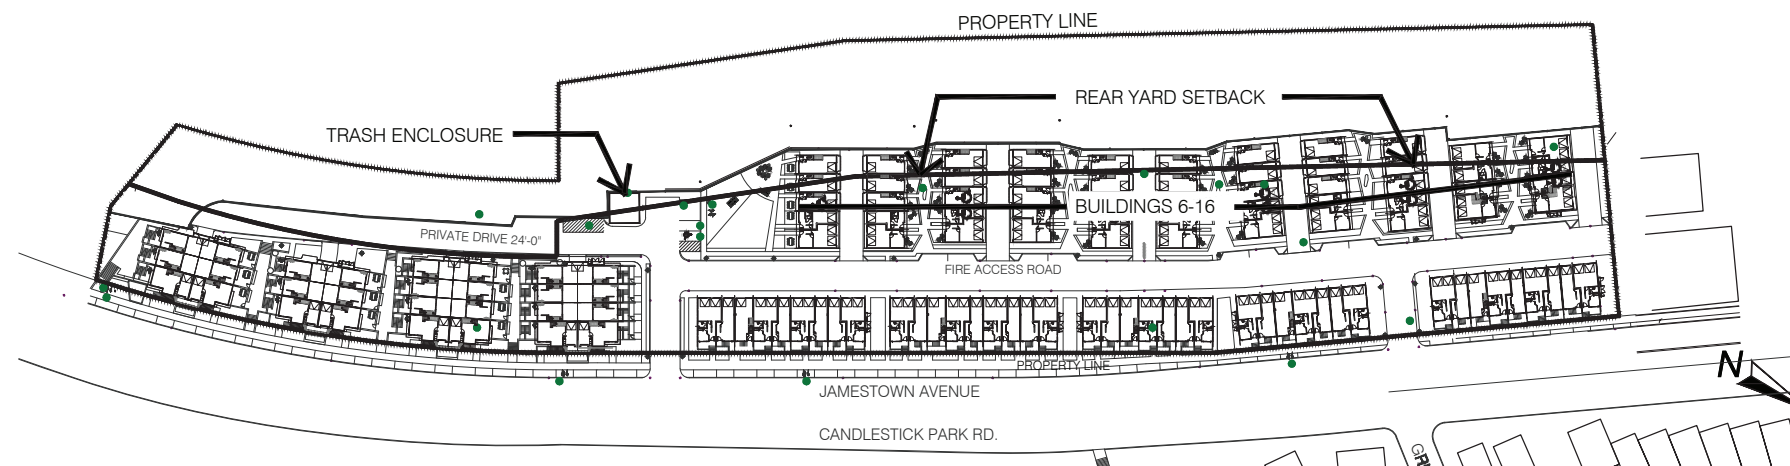 PROPERTY LINE
REAR YARD SETBACK
TRASH ENCLOSURE
BUILDINGS 6-16
PRIVATE DRIVE 24'-0"
FIRE ACCESS ROAD
PROPERTY LINE
N
JAMESTOWN AVENUE
CANDLESTICK PARK RD.